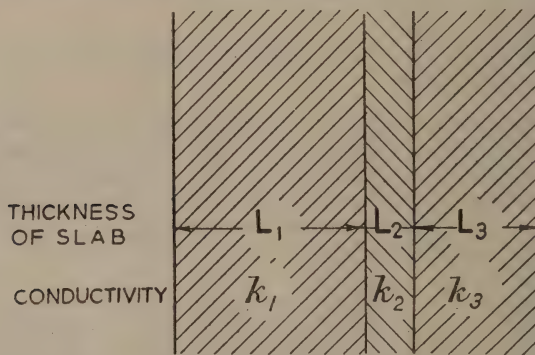 THICKNESS
OF SLAB L₁ L₂ L₃
CONDUCTIVITY k₁ k₂ k₃